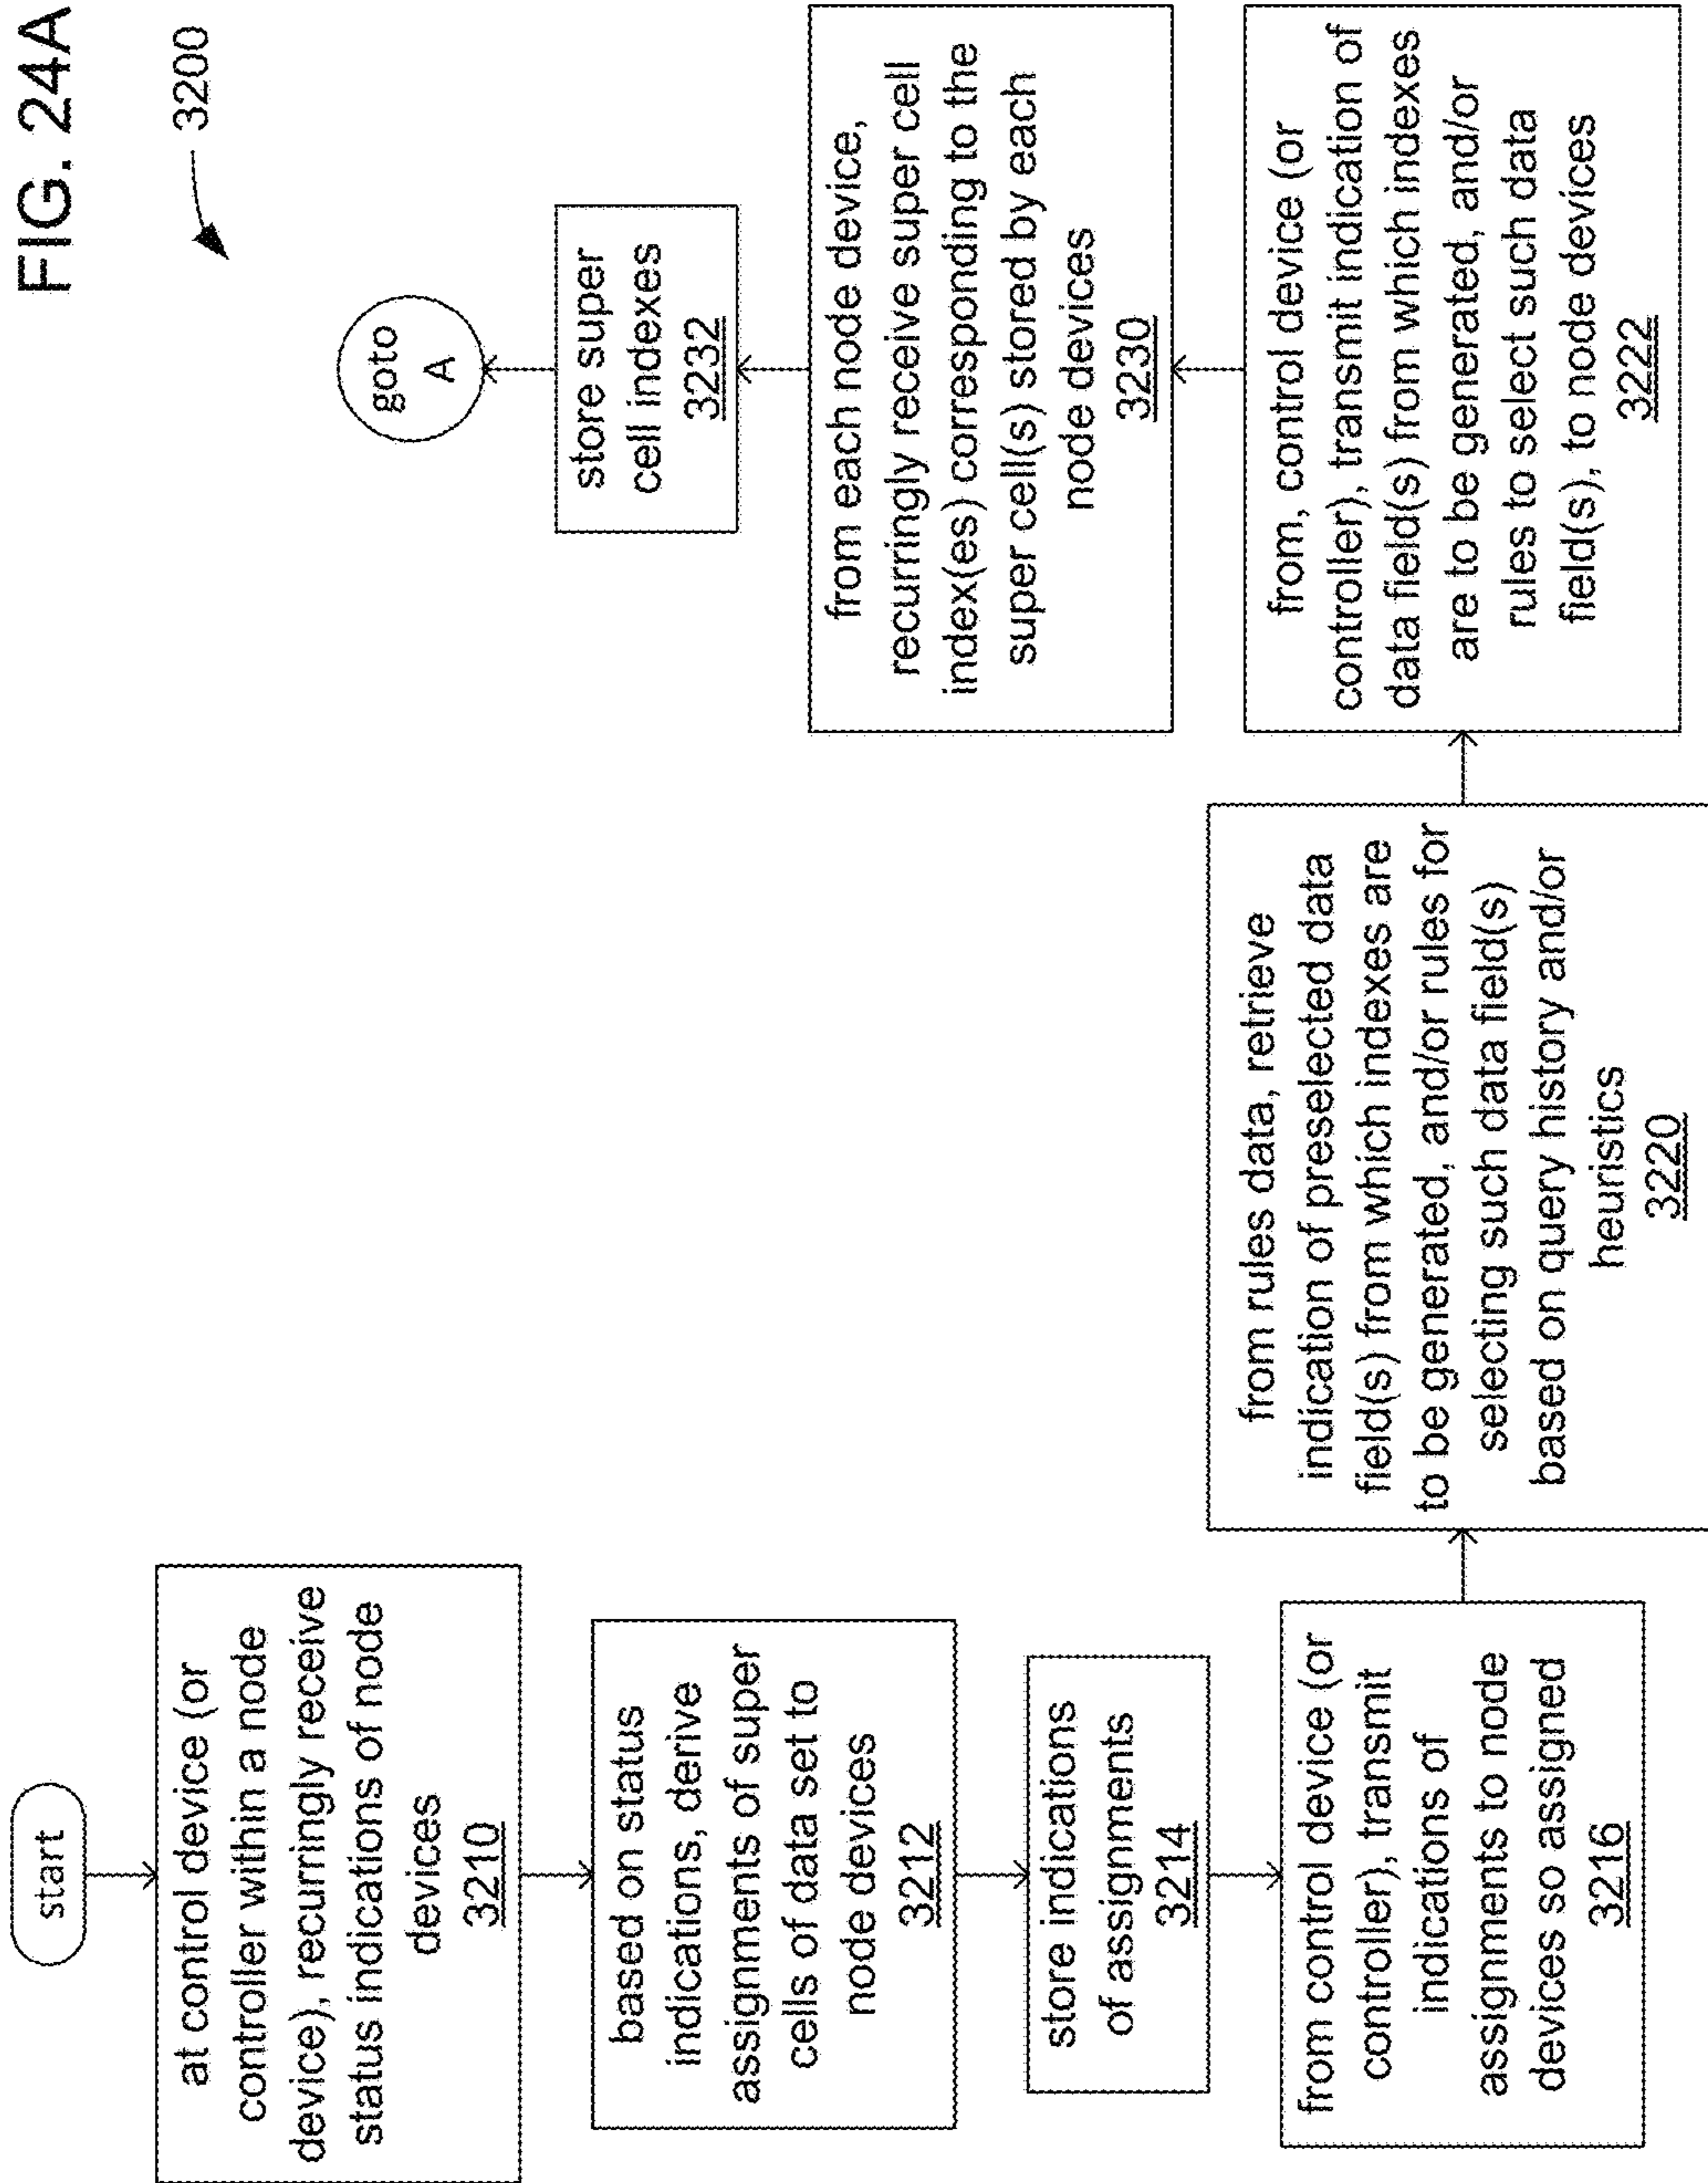 FIG. 24A
3200
start
at control device (or
controller within a node
device), recurringly receive
status indications of node
devices
3210
based on status
indications, derive
assignments of super
cells of data set to
node devices
3212
store indications
of assignments
3214
from control device (or
controller), transmit
indications of
assignments to node
devices so assigned
3216
from rules data, retrieve
indication of preselected data
field(s) from which indexes are
to be generated, and/or rules for
selecting such data field(s)
based on query history and/or
heuristics
3220
from, control device (or
controller), transmit indication of
data field(s) from which indexes
are to be generated, and/or
rules to select such data
field(s), to node devices
3222
from each node device,
recurringly receive super cell
index(es) corresponding to the
super cell(s) stored by each
node devices
3230
store super
cell indexes
3232
goto
A